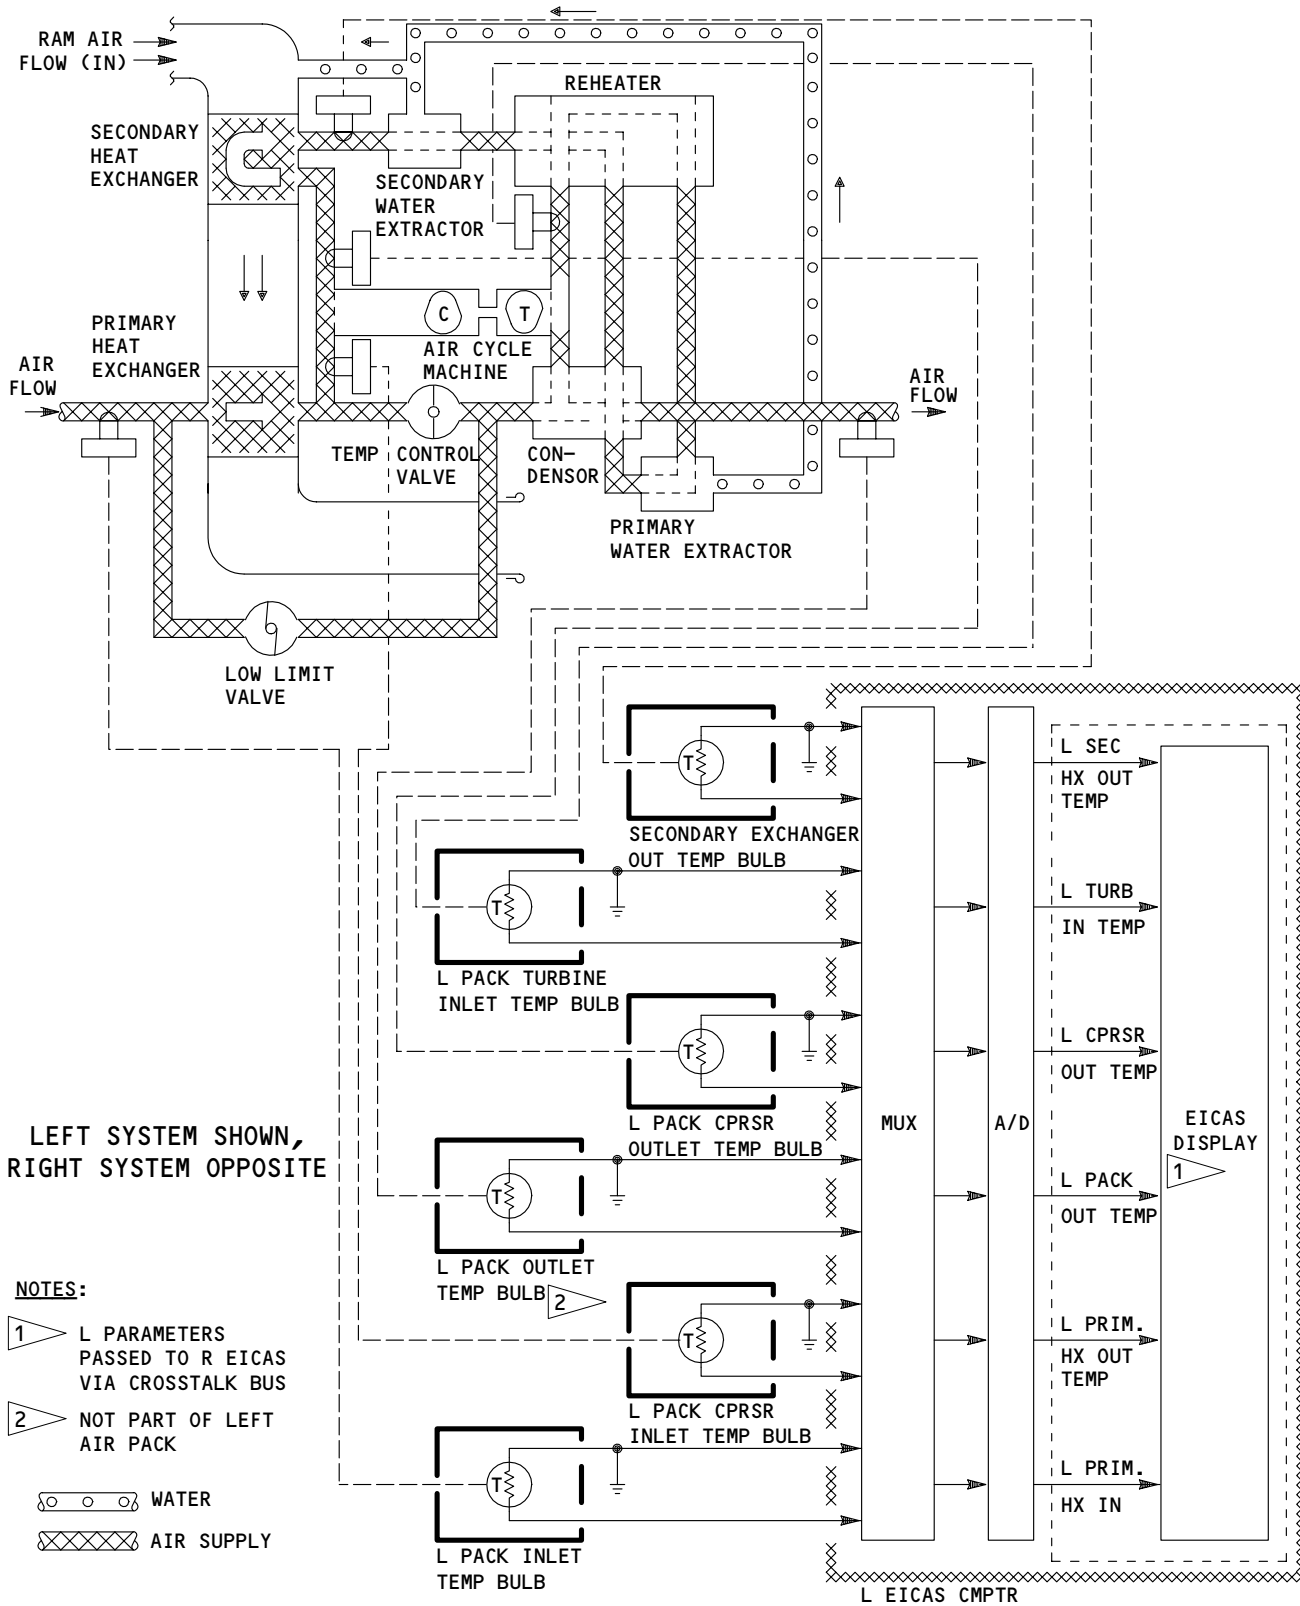 RAM AIR
FLOW (IN)
REHEATER
SECONDARY
HEAT
EXCHANGER
SECONDARY
WATER
EXTRACTOR
C
T
AIR CYCLE
MACHINE
PRIMARY
HEAT
EXCHANGER
AIR
FLOW
AIR
FLOW
TEMP CONTROL
VALVE
CON-
DENSOR
PRIMARY
WATER EXTRACTOR
LOW LIMIT
VALVE
T
SECONDARY EXCHANGER
OUT TEMP BULB
T
L PACK TURBINE
INLET TEMP BULB
T
L PACK CPRSR
OUTLET TEMP BULB
T
L PACK OUTLET
TEMP BULB
2
T
L PACK CPRSR
INLET TEMP BULB
T
L PACK INLET
TEMP BULB
MUX
A/D
L SEC
HX OUT
TEMP
L TURB
IN TEMP
L CPRSR
OUT TEMP
L PACK
OUT TEMP
L PRIM.
HX OUT
TEMP
L PRIM.
HX IN
EICAS
DISPLAY
1
L EICAS CMPTR
LEFT SYSTEM SHOWN,
RIGHT SYSTEM OPPOSITE
NOTES:
1 L PARAMETERS
PASSED TO R EICAS
VIA CROSSTALK BUS
2 NOT PART OF LEFT
AIR PACK
WATER
AIR SUPPLY